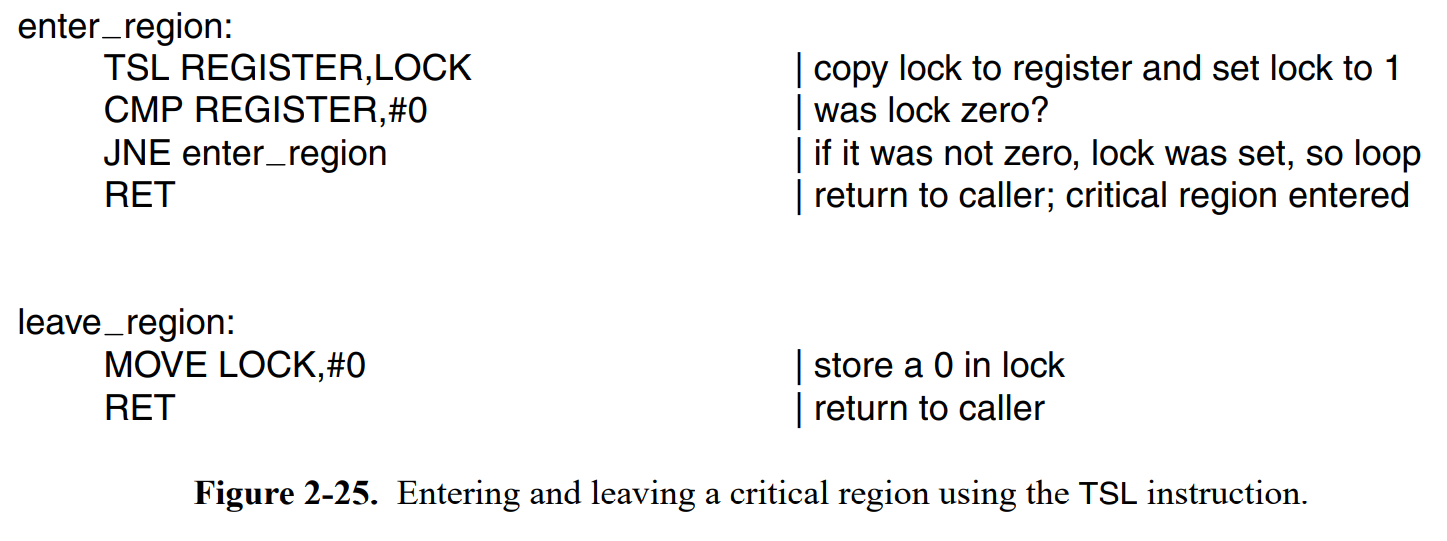 enter_region:
TSL REGISTER,LOCK | copy lock to register and set lock to 1
CMP REGISTER,#0 | was lock zero?
JNE enter_region | if it was not zero, lock was set, so loop
RET | return to caller; critical region entered
leave_region:
MOVE LOCK,#0 | store a 0 in lock
RET | return to caller
Figure 2-25. Entering and leaving a critical region using the TSL instruction.